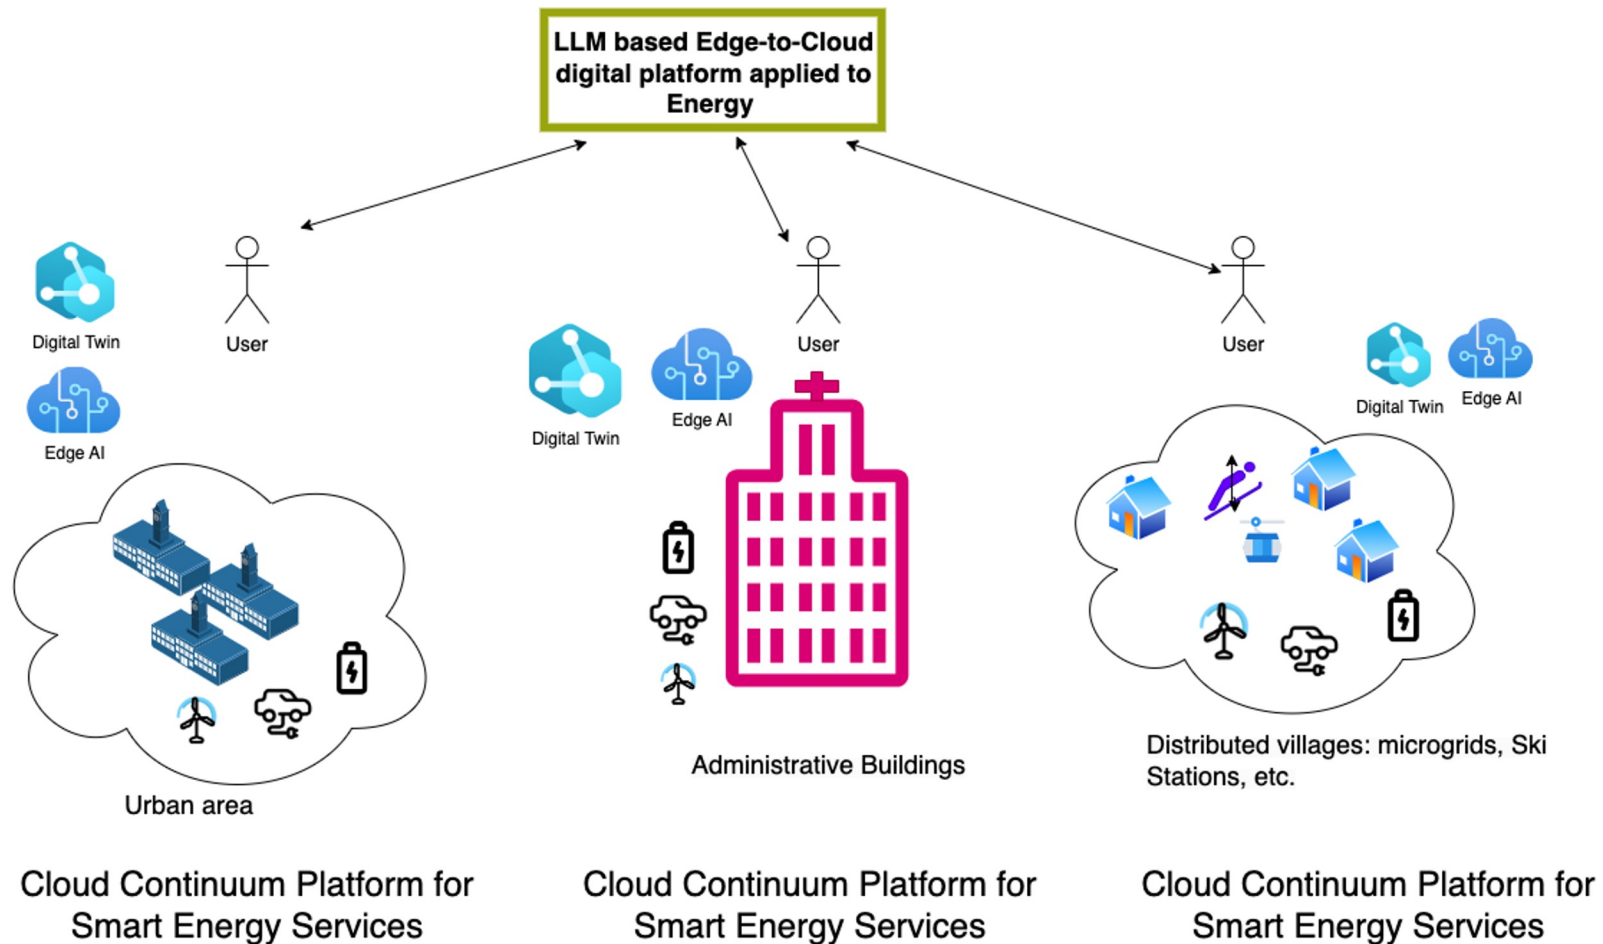 LLM based Edge-to-Cloud
digital platform applied to
Energy
Digital Twin
User
Edge AI
Urban area
Cloud Continuum Platform for
Smart Energy Services
User
Digital Twin
Edge AI
Administrative Buildings
Cloud Continuum Platform for
Smart Energy Services
User
Digital Twin
Edge AI
Distributed villages: microgrids, Ski
Stations, etc.
Cloud Continuum Platform for
Smart Energy Services